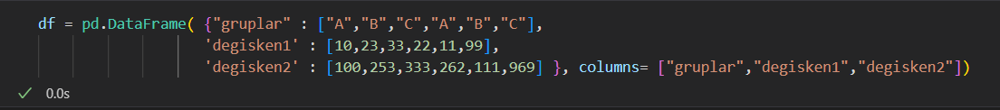 df = pd.DataFrame( {"gruplar" : ["A","B","C","A","B","C"],
'degisken1' : [10,23,33,22,11,99],
'degisken2' : [100,253,333,262,111,969] }, columns= ["gruplar","degisken1","degisken2"])
0.0s